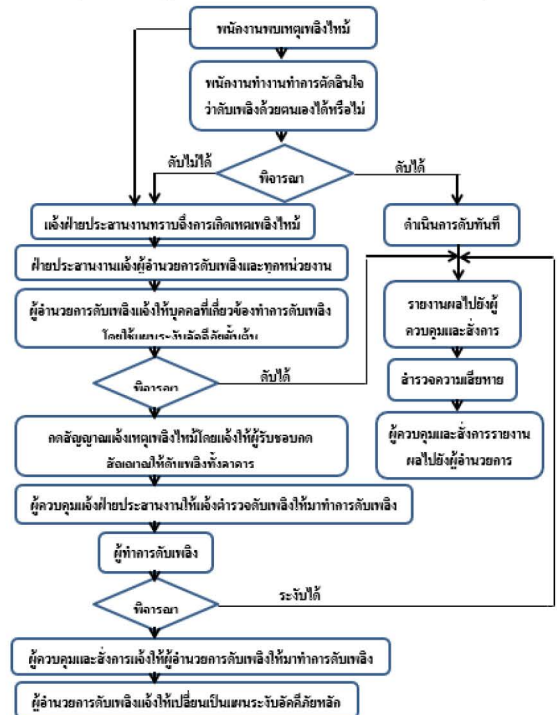 พนักงานพบเหตุเพลิงไหม้
พนักงานทำงานทำการตัดสินใจ
ว่าดับเพลิงด้วยตนเองได้หรือไม่
ดับไม่ได้
พิจารณา
ดับได้
แจ้งฝ่ายประสานงานทราบถึงการเกิดเหตุเพลิงไหม้
ดำเนินการดับทันที
ฝ่ายประสานงานแจ้งผู้อำนวยการดับเพลิงและทุกหน่วยงาน
ผู้อำนวยการดับเพลิงแจ้งให้บุคคลที่เกี่ยวข้องทำการดับเพลิง
โดยใช้แผนระงับอัคคีภัยขั้นต้น
รายงานผลไปยังผู้
ควบคุมและสั่งการ
พิจารณา
ดับได้
สำรวจความเสียหาย
กดสัญญาณแจ้งเหตุเพลิงไหม้โดยแจ้งให้ผู้รับชอบกด
สัญญาณให้ดับเพลิงทั้งอาคาร
ผู้ควบคุมและสั่งการรายงาน
ผลไปยังผู้อำนวยการ
ผู้ควบคุมแจ้งฝ่ายประสานงานให้แจ้งตำรวจดับเพลิงให้มาทำการดับเพลิง
ผู้ทำการดับเพลิง
พิจารณา
ระงับได้
ผู้ควบคุมและสั่งการแจ้งให้ผู้อำนวยการดับเพลิงให้มาทำการดับเพลิง
ผู้อำนวยการดับเพลิงแจ้งให้เปลี่ยนเป็นแผนระงับอัคคีภัยหลัก